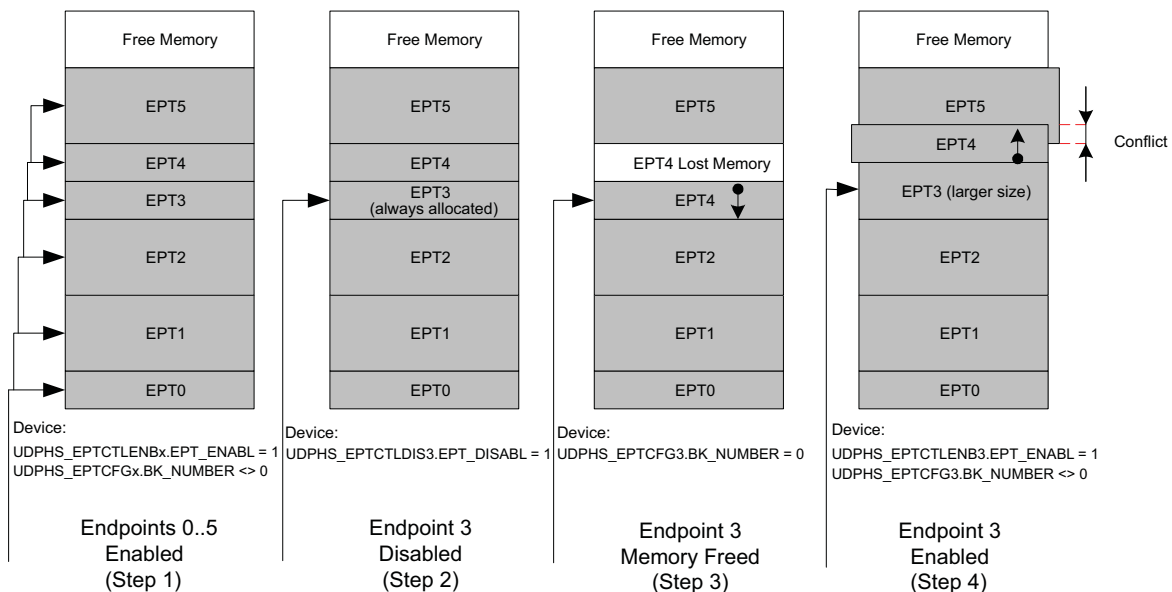 Free Memory
EPT5
EPT4
EPT3
EPT2
EPT1
EPT0
Device:
UDPHS_EPTCTLENBx.EPT_ENABL = 1
UDPHS_EPTCFGx.BK_NUMBER <> 0
Endpoints 0..5
Enabled
(Step 1)
Free Memory
EPT5
EPT4
EPT3
(always allocated)
EPT2
EPT1
EPT0
Device:
UDPHS_EPTCTLDIS3.EPT_DISABL = 1
Endpoint 3
Disabled
(Step 2)
Free Memory
EPT5
EPT4 Lost Memory
EPT4
EPT2
EPT1
EPT0
Device:
UDPHS_EPTCFG3.BK_NUMBER = 0
Endpoint 3
Memory Freed
(Step 3)
Free Memory
EPT5
EPT4
Conflict
EPT3 (larger size)
EPT2
EPT1
EPT0
Device:
UDPHS_EPTCTLENB3.EPT_ENABL = 1
UDPHS_EPTCFG3.BK_NUMBER <> 0
Endpoint 3
Enabled
(Step 4)